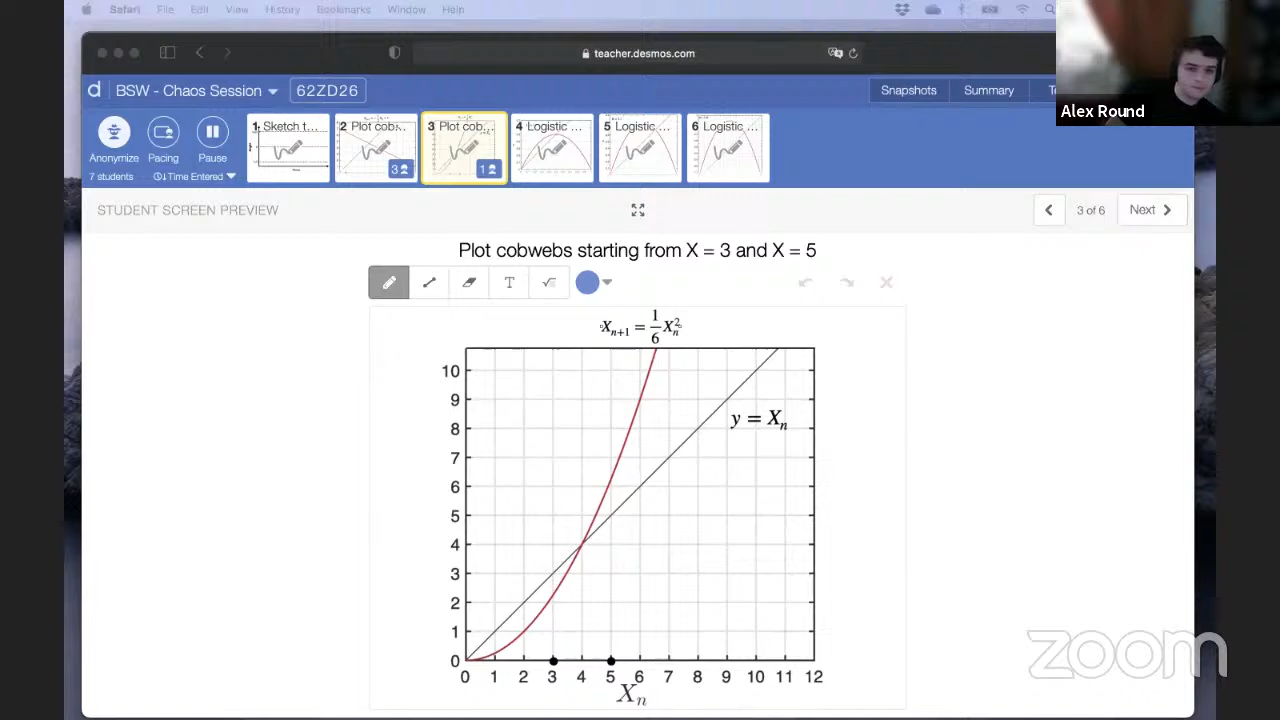 Safari File Edit View History Bookmarks Window Help
teacher.desmos.com
Alex Round
d BSW - Chaos Session 62ZD26 Snapshots Summary
1 Sketch t... 2 Plot cob... 3 Plot cob... 4 Logistic ... 5 Logistic ... 6 Logistic ...
Anonymize Pacing Pause
3 1
7 students Time Entered
STUDENT SCREEN PREVIEW 3 of 6 Next
Plot cobwebs starting from X = 3 and X = 5
T √
X_{n+1} = \frac{1}{6}X_n^2
10
9
y = X_n
8
7
6
5
4
3
2
1
0
0 1 2 3 4 5 6 7 8 9 10 11 12
X_n
zoom